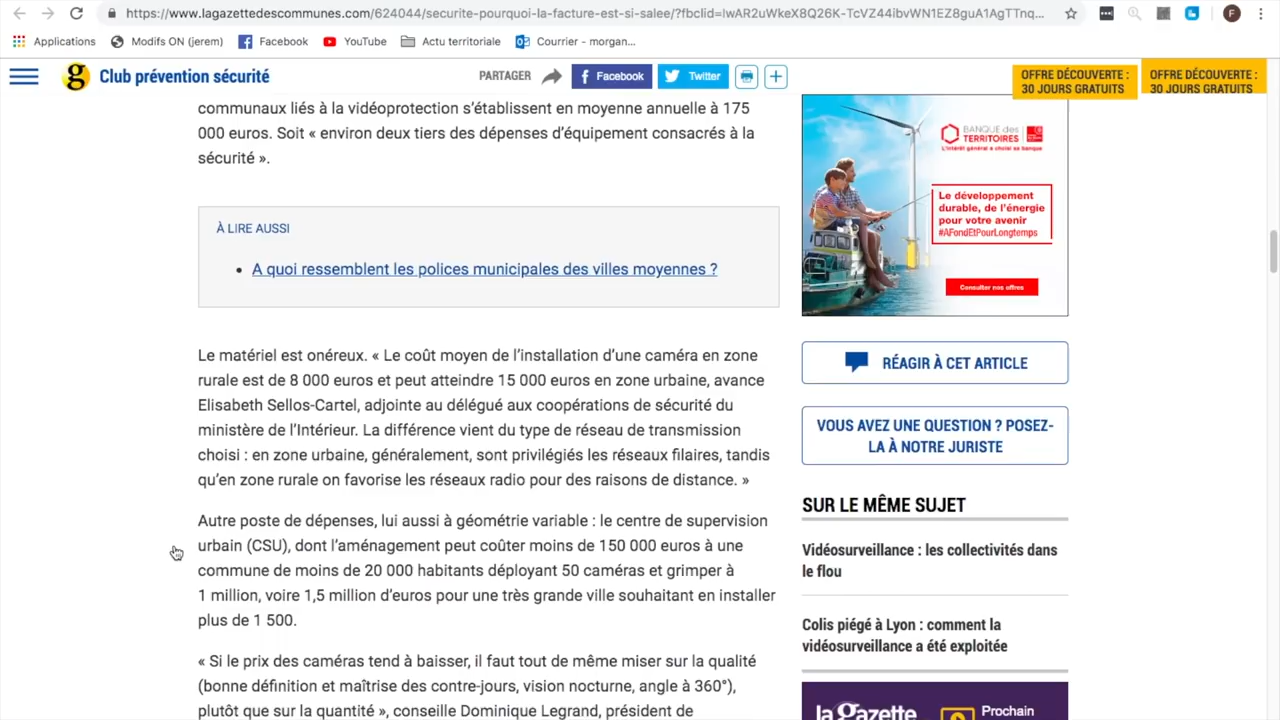 https://www.lagazettedescommunes.com/624044/securite-pourquoi-la-facture-est-si-salee/?fbclid=IwAR2uWkeX8Q26K-TcVZ44ibvWN1EZ8guA1AgTTnq...
F
Applications
Modifs ON (jerem)
Facebook
YouTube
Actu territoriale
Courrier - morgan...
g
Club prévention sécurité
PARTAGER
Facebook
Twitter
OFFRE DÉCOUVERTE :
30 JOURS GRATUITS
OFFRE DÉCOUVERTE :
30 JOURS GRATUITS
communaux liés à la vidéoprotection s'établissent en moyenne annuelle à 175
000 euros. Soit « environ deux tiers des dépenses d'équipement consacrés à la
sécurité ».
À LIRE AUSSI
A quoi ressemblent les polices municipales des villes moyennes ?
Le matériel est onéreux. « Le coût moyen de l'installation d'une caméra en zone
rurale est de 8 000 euros et peut atteindre 15 000 euros en zone urbaine, avance
Elisabeth Sellos-Cartel, adjointe au délégué aux coopérations de sécurité du
ministère de l'Intérieur. La différence vient du type de réseau de transmission
choisi : en zone urbaine, généralement, sont privilégiés les réseaux filaires, tandis
qu'en zone rurale on favorise les réseaux radio pour des raisons de distance. »
Autre poste de dépenses, lui aussi à géométrie variable : le centre de supervision
urbain (CSU), dont l'aménagement peut coûter moins de 150 000 euros à une
commune de moins de 20 000 habitants déployant 50 caméras et grimper à
1 million, voire 1,5 million d'euros pour une très grande ville souhaitant en installer
plus de 1 500.
« Si le prix des caméras tend à baisser, il faut tout de même miser sur la qualité
(bonne définition et maîtrise des contre-jours, vision nocturne, angle à 360°),
plutôt que sur la quantité », conseille Dominique Legrand, président de
BANQUE des
TERRITOIRES
L'intérêt général a choisi sa banque
Le développement
durable, de l'énergie
pour votre avenir
#AFondEtPourLongtemps
Consulter nos offres
RÉAGIR À CET ARTICLE
VOUS AVEZ UNE QUESTION ? POSEZ-
LA À NOTRE JURISTE
SUR LE MÊME SUJET
Vidéosurveillance : les collectivités dans
le flou
Colis piégé à Lyon : comment la
vidéosurveillance a été exploitée
la gazette
Prochain